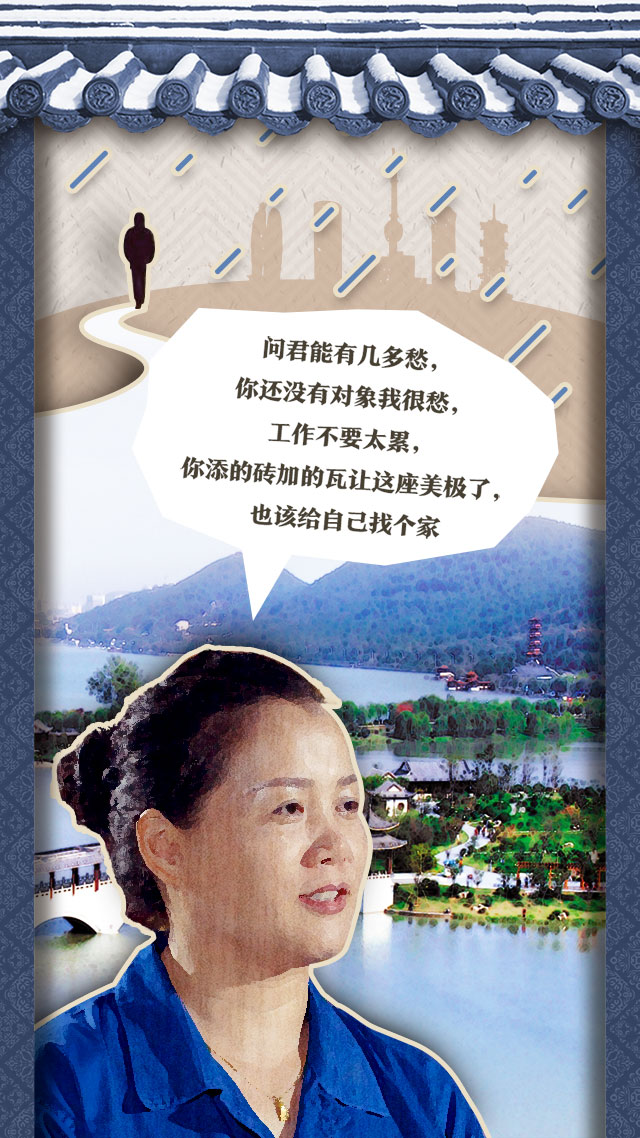 问君能有几多愁，
你还没有对象我很愁，
工作不要太累，
你添的砖加的瓦让这座美极了，
也该给自己找个家